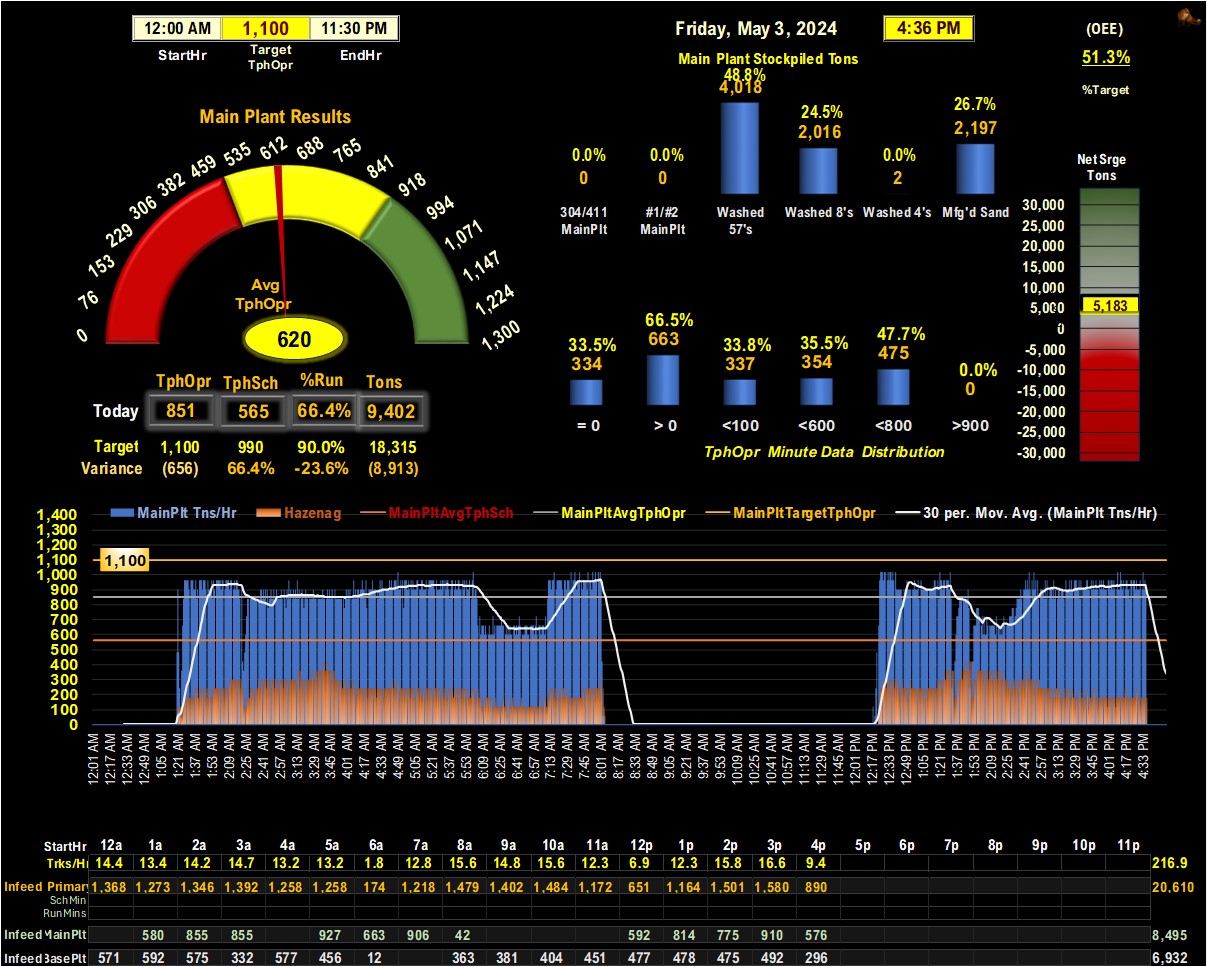 12:00 AM 1,100 11:30 PM
StartHr Target TphOpr EndHr
Friday, May 3, 2024 4:36 PM
(OEE)
51.3%
%Target
Main Plant Stockpiled Tons
48.8%
4,018
24.5%
2,016
26.7%
2,197
0.0% 0.0% 0.0%
0 0 2
304/411 MainPlt #1/#2 MainPlt Washed 57's Washed 8's Washed 4's Mfg'd Sand
Main Plant Results
0 76 153 229 306 382 459 535 612 688 765 841 918 994 1,071 1,147 1,224 1,300
Avg
TphOpr
620
Net Srge
Tons
30,000
25,000
20,000
15,000
10,000
5,000
5,183
0
-5,000
-10,000
-15,000
-20,000
-25,000
-30,000
33.5% 66.5% 33.8% 35.5% 47.7% 0.0%
334 663 337 354 475 0
= 0 > 0 <100 <600 <800 >900
TphOpr Minute Data Distribution
TphOpr TphSch %Run Tons
Today 851 565 66.4% 9,402
Target 1,100 990 90.0% 18,315
Variance (656) 66.4% -23.6% (8,913)
MainPlt Tns/Hr Hazenag MainPltAvgTphSch MainPltAvgTphOpr MainPltTargetTphOpr 30 per. Mov. Avg. (MainPlt Tns/Hr)
1,400
1,300
1,200
1,100
1,100
1,000
900
800
700
600
500
400
300
200
100
0
12:01 AM 12:17 AM 12:33 AM 12:49 AM 1:05 AM 1:21 AM 1:37 AM 1:53 AM 2:09 AM 2:25 AM 2:41 AM 2:57 AM 3:13 AM 3:29 AM 3:45 AM 4:01 AM 4:17 AM 4:33 AM 4:49 AM 5:05 AM 5:21 AM 5:37 AM 5:53 AM 6:09 AM 6:25 AM 6:41 AM 6:57 AM 7:13 AM 7:29 AM 7:45 AM 8:01 AM 8:17 AM 8:33 AM 8:49 AM 9:05 AM 9:21 AM 9:37 AM 9:53 AM 10:09 AM 10:25 AM 10:41 AM 10:57 AM 11:13 AM 11:29 AM 11:45 AM 12:01 PM 12:17 PM 12:33 PM 12:49 PM 1:05 PM 1:21 PM 1:37 PM 1:53 PM 2:09 PM 2:25 PM 2:41 PM 2:57 PM 3:13 PM 3:29 PM 3:45 PM 4:01 PM 4:17 PM 4:33 PM
StartHr 12a 1a 2a 3a 4a 5a 6a 7a 8a 9a 10a 11a 12p 1p 2p 3p 4p 5p 6p 7p 8p 9p 10p 11p
Trks/Hr 14.4 13.4 14.2 14.7 13.2 13.2 1.8 12.8 15.6 14.8 15.6 12.3 6.9 12.3 15.8 16.6 9.4 216.9
Infeed Primary 1,368 1,273 1,346 1,392 1,258 1,258 174 1,218 1,479 1,402 1,484 1,172 651 1,164 1,501 1,580 890 20,610
SchMin
RunMins
Infeed MainPlt 580 855 855 927 663 906 42 592 814 775 910 576 8,495
Infeed BasePlt 571 592 575 332 577 456 12 363 381 404 451 477 478 475 492 296 6,932